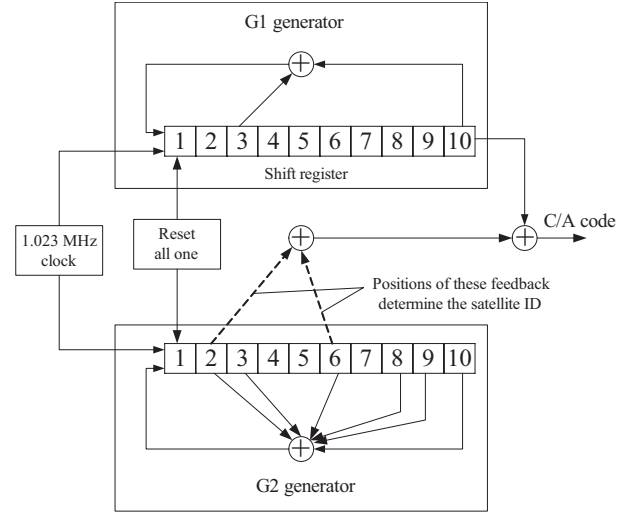 G1 generator
1 2 3 4 5 6 7 8 9 10
Shift register
1.023 MHz
clock
Reset
all one
C/A code
Positions of these feedback
determine the satellite ID
1 2 3 4 5 6 7 8 9 10
G2 generator